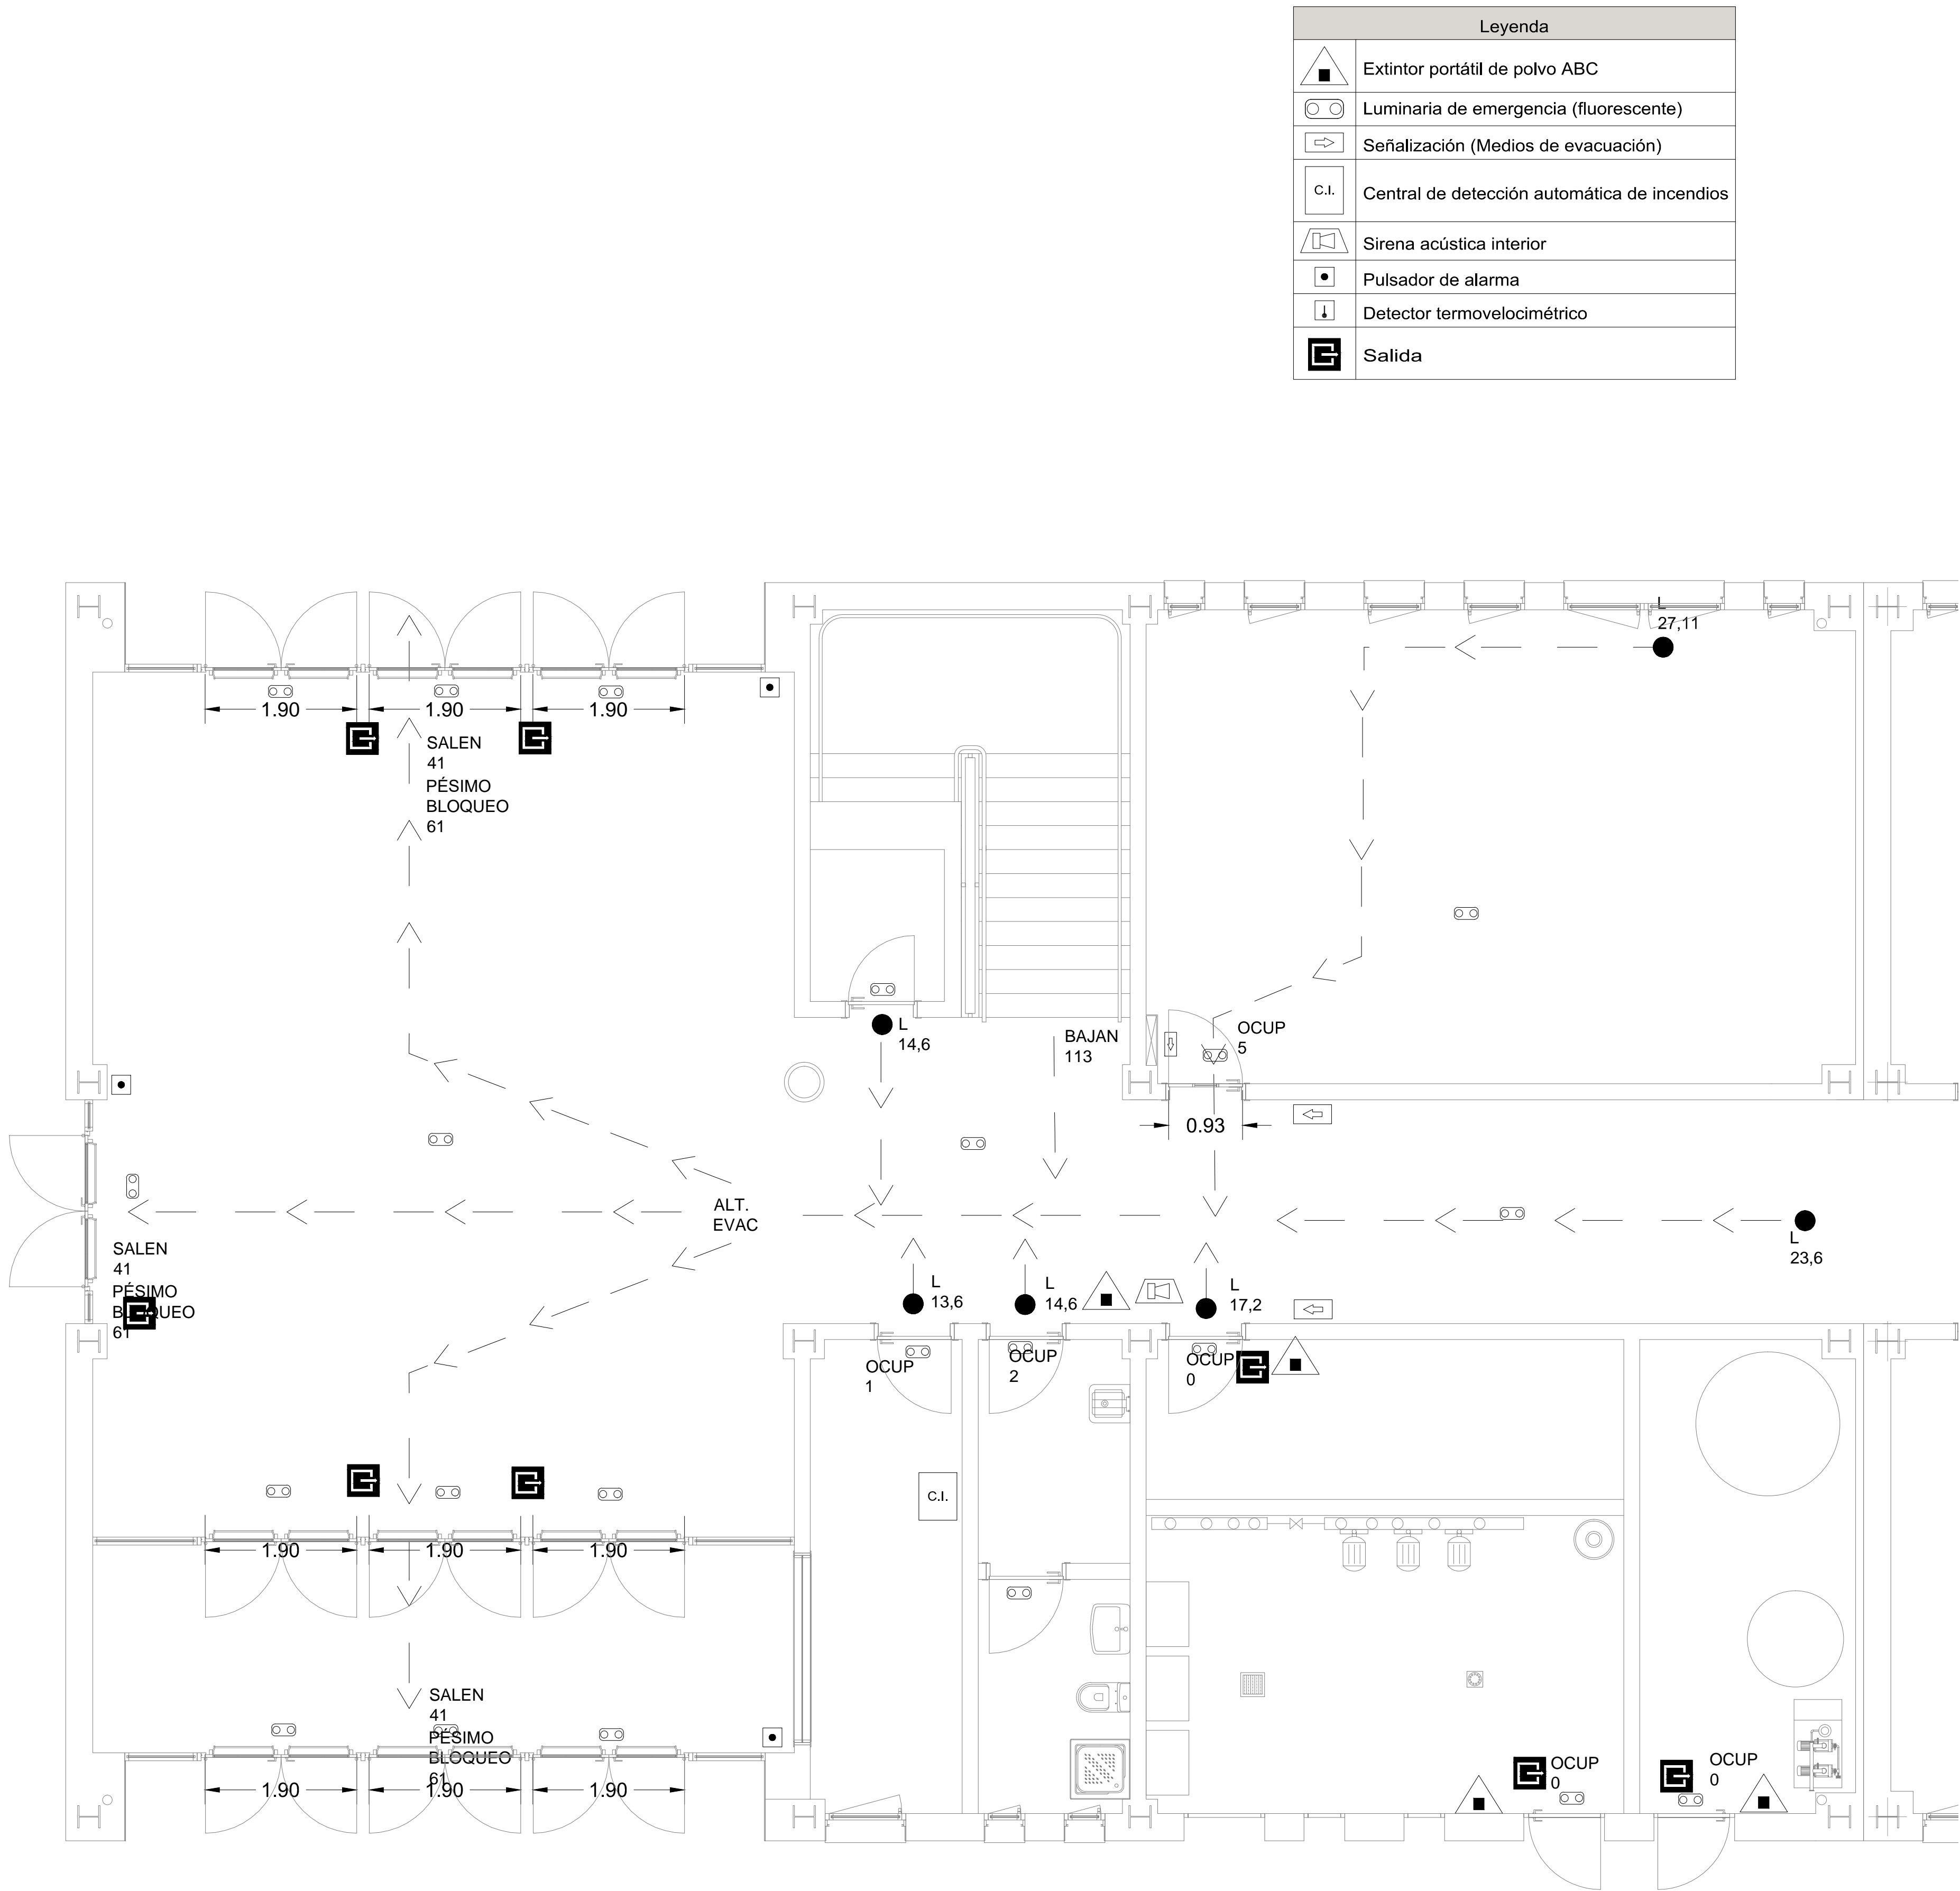 Leyenda
Extintor portátil de polvo ABC
Luminaria de emergencia (fluorescente)
Señalización (Medios de evacuación)
C.I.
Central de detección automática de incendios
Sirena acústica interior
Pulsador de alarma
Detector termovelocimétrico
Salida
L
27,11
1.90
1.90
1.90
SALEN
41
PÉSIMO
BLOQUEO
61
L
14,6
BAJAN
113
OCUP
5
0.93
ALT.
EVAC
SALEN
41
PÉSIMO
BLOQUEO
61
L
23,6
L
13,6
L
14,6
L
17,2
OCUP
1
OCUP
2
OCUP
0
C.I.
1.90
1.90
1.90
SALEN
41
PÉSIMO
BLOQUEO
61
1.90
1.90
1.90
OCUP
0
OCUP
0